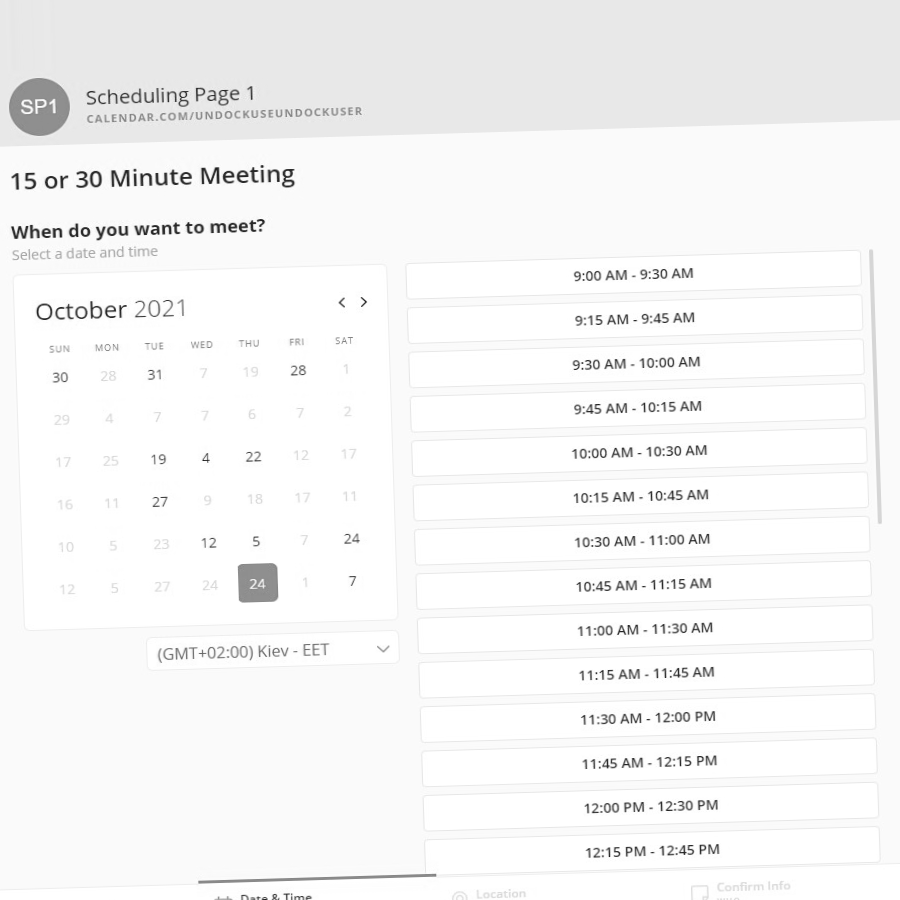 SP1
Scheduling Page 1
CALENDAR.COM/UNDOCKUSEUNDOCKUSER
15 or 30 Minute Meeting
When do you want to meet?
Select a date and time
October 2021
SUN MON TUE WED THU FRI SAT
30 28 31 7 19 28 1
29 4 7 7 6 7 2
17 25 19 4 22 12 17
16 11 27 9 18 17 11
10 5 23 12 5 7 24
12 5 27 24 24 1 7
(GMT+02:00) Kiev - EET
9:00 AM - 9:30 AM
9:15 AM - 9:45 AM
9:30 AM - 10:00 AM
9:45 AM - 10:15 AM
10:00 AM - 10:30 AM
10:15 AM - 10:45 AM
10:30 AM - 11:00 AM
10:45 AM - 11:15 AM
11:00 AM - 11:30 AM
11:15 AM - 11:45 AM
11:30 AM - 12:00 PM
11:45 AM - 12:15 PM
12:00 PM - 12:30 PM
12:15 PM - 12:45 PM
Date & Time
Location
Confirm Info